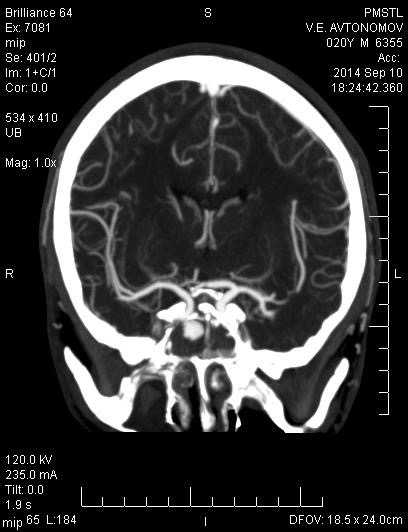 Brilliance 64
Ex: 7081
mip
Se: 401/2
Im: 1+C/1
Cor: 0.0
534 x 410
UB
Mag: 1.0x
S
PMSTL
V.E. AVTONOMOV
020Y M 6355
Acc:
2014 Sep 10
18:24:42.360
R
L
120.0 kV
235.0 mA
Tilt: 0.0
1.9 s
mip 65 L:184
I
DFOV: 18.5 x 24.0cm